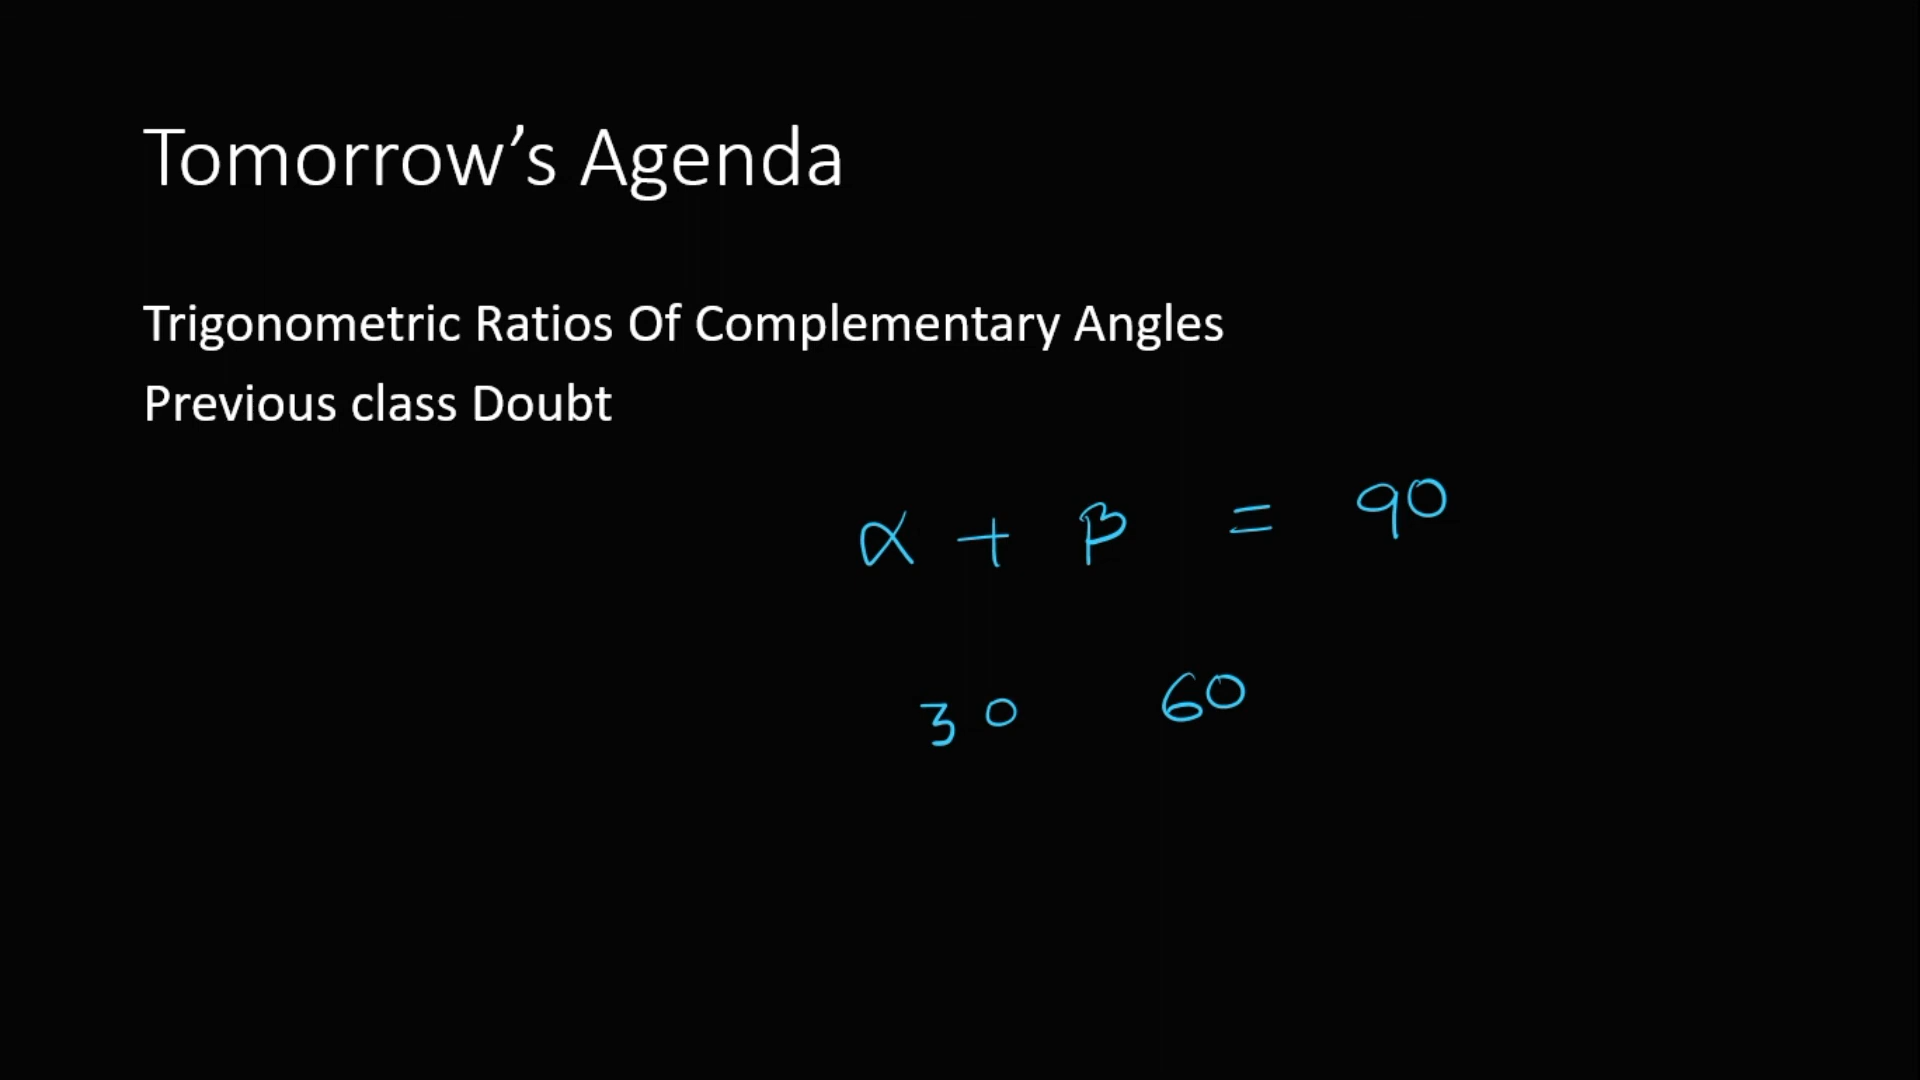 Tomorrow’s Agenda
Trigonometric Ratios Of Complementary Angles
Previous class Doubt
α + β = 90
30 60